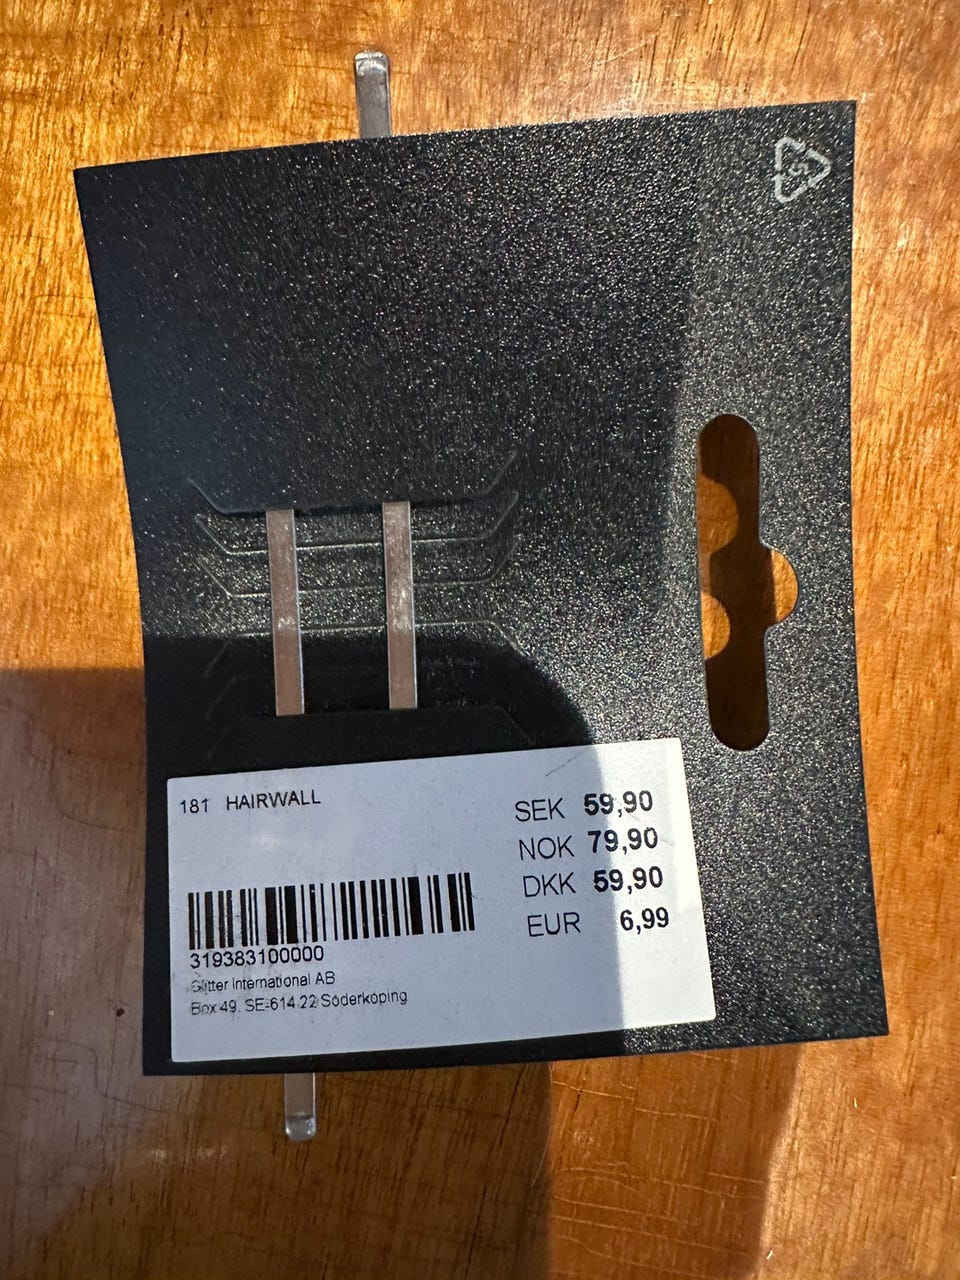 5
181 HAIRWALL
SEK 59,90
NOK 79,90
DKK 59,90
EUR 6,99
319383100000
Glitter International AB
Box 49, SE-614 22 Söderköping